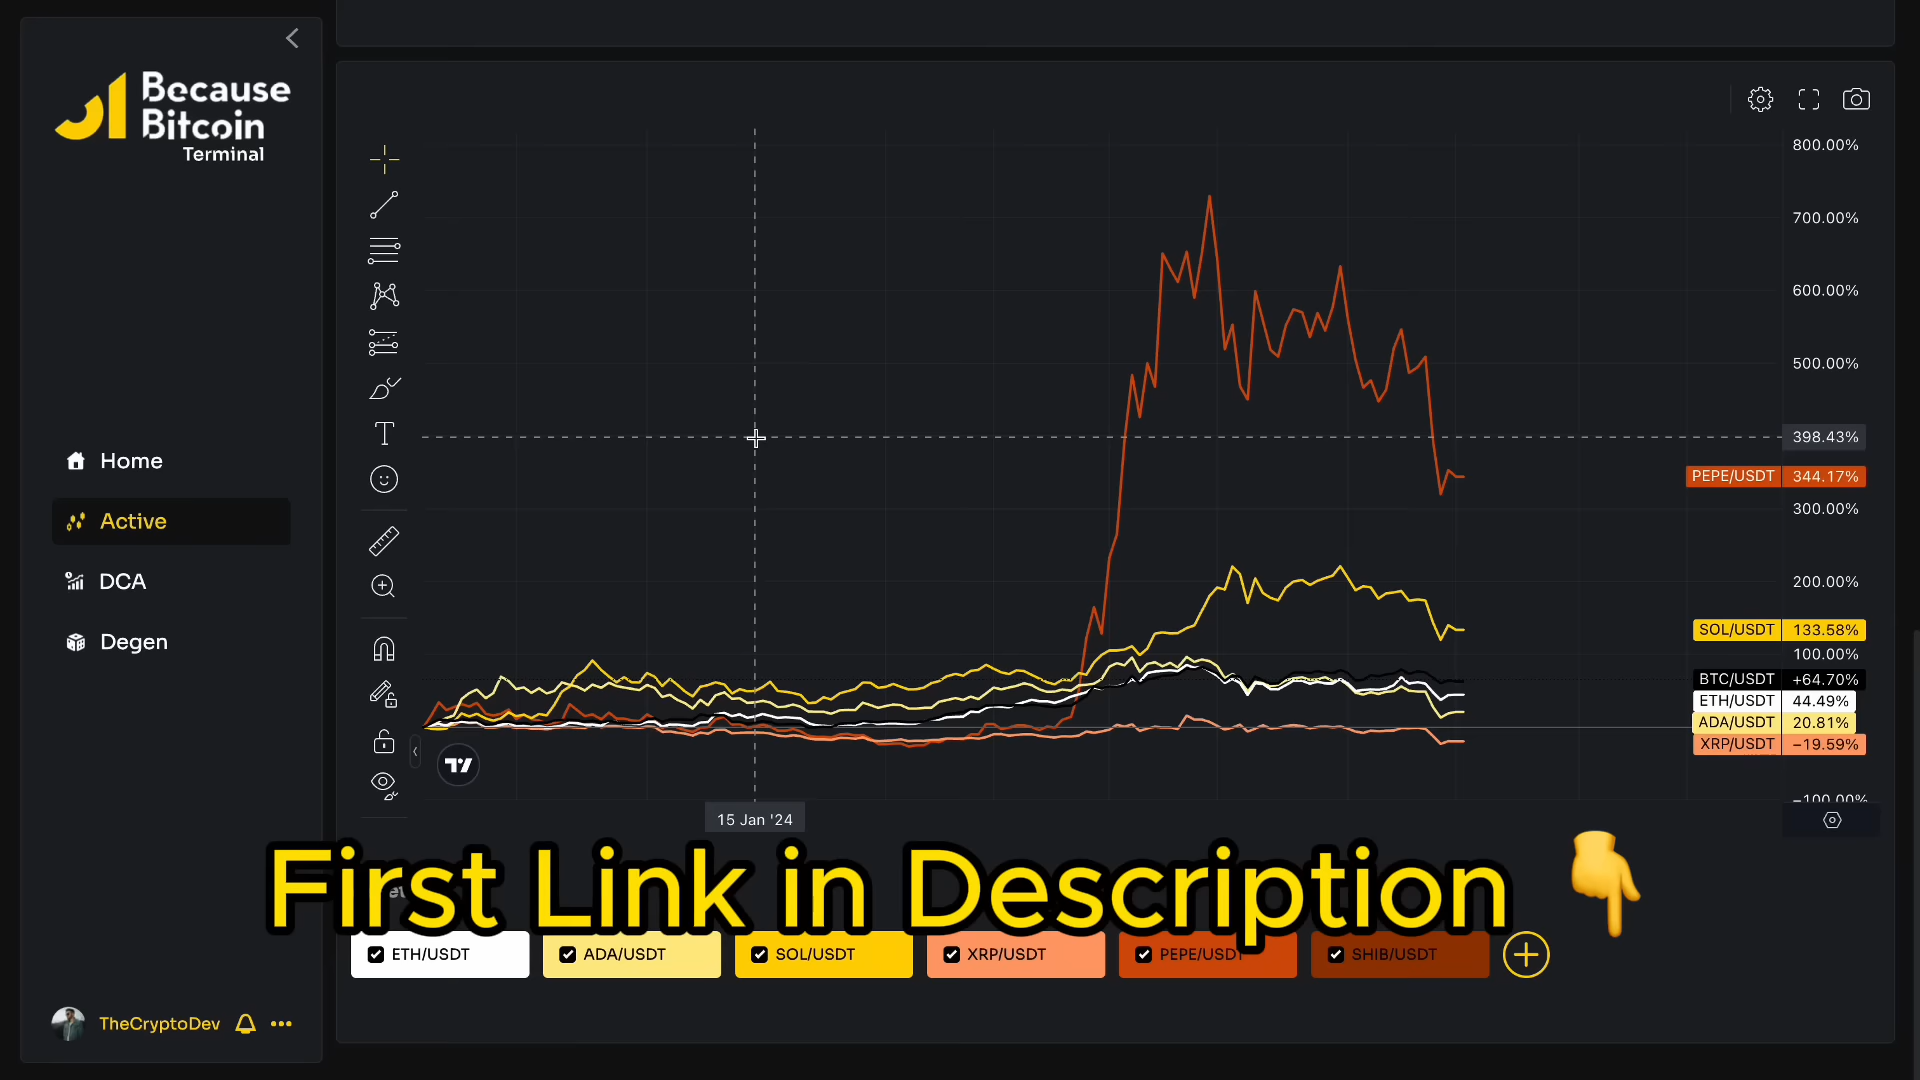 Because
Bitcoin
Terminal
Home
Active
DCA
Degen
TheCryptoDev
800.00%
700.00%
600.00%
500.00%
398.43%
PEPE/USDT 344.17%
300.00%
200.00%
SOL/USDT 133.58%
100.00%
BTC/USDT +64.70%
ETH/USDT 44.49%
ADA/USDT 20.81%
XRP/USDT −19.59%
−100.00%
15 Jan '24
First Link in Description
ETH/USDT
ADA/USDT
SOL/USDT
XRP/USDT
PEPE/USDT
SHIB/USDT